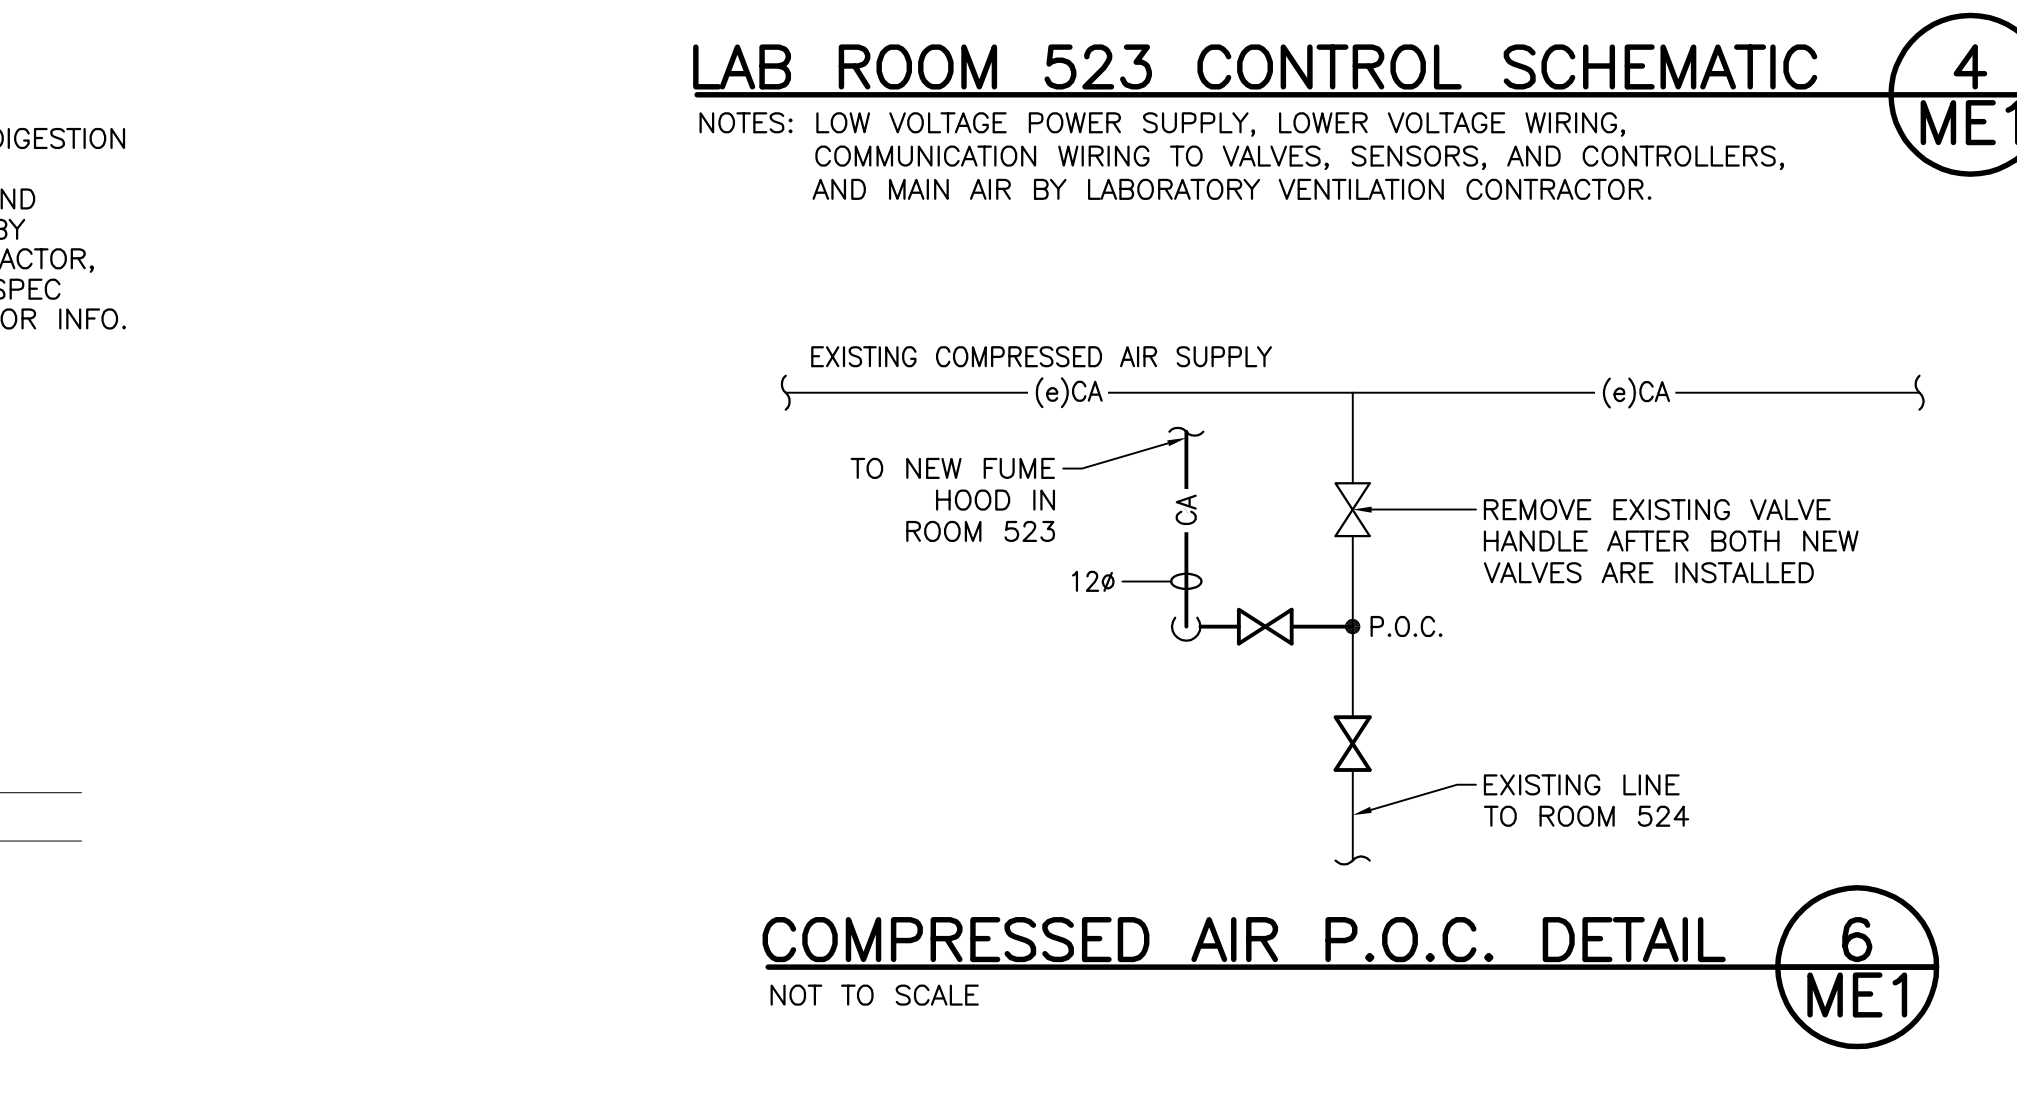 LAB ROOM 523 CONTROL SCHEMATIC
4
ME1
NOTES: LOW VOLTAGE POWER SUPPLY, LOWER VOLTAGE WIRING,
COMMUNICATION WIRING TO VALVES, SENSORS, AND CONTROLLERS,
AND MAIN AIR BY LABORATORY VENTILATION CONTRACTOR.
DIGESTION
ND
BY
ACTOR,
SPEC
OR INFO.
EXISTING COMPRESSED AIR SUPPLY
(e)CA
(e)CA
TO NEW FUME
HOOD IN
ROOM 523
CA
12ø
REMOVE EXISTING VALVE
HANDLE AFTER BOTH NEW
VALVES ARE INSTALLED
P.O.C.
EXISTING LINE
TO ROOM 524
COMPRESSED AIR P.O.C. DETAIL
6
ME1
NOT TO SCALE